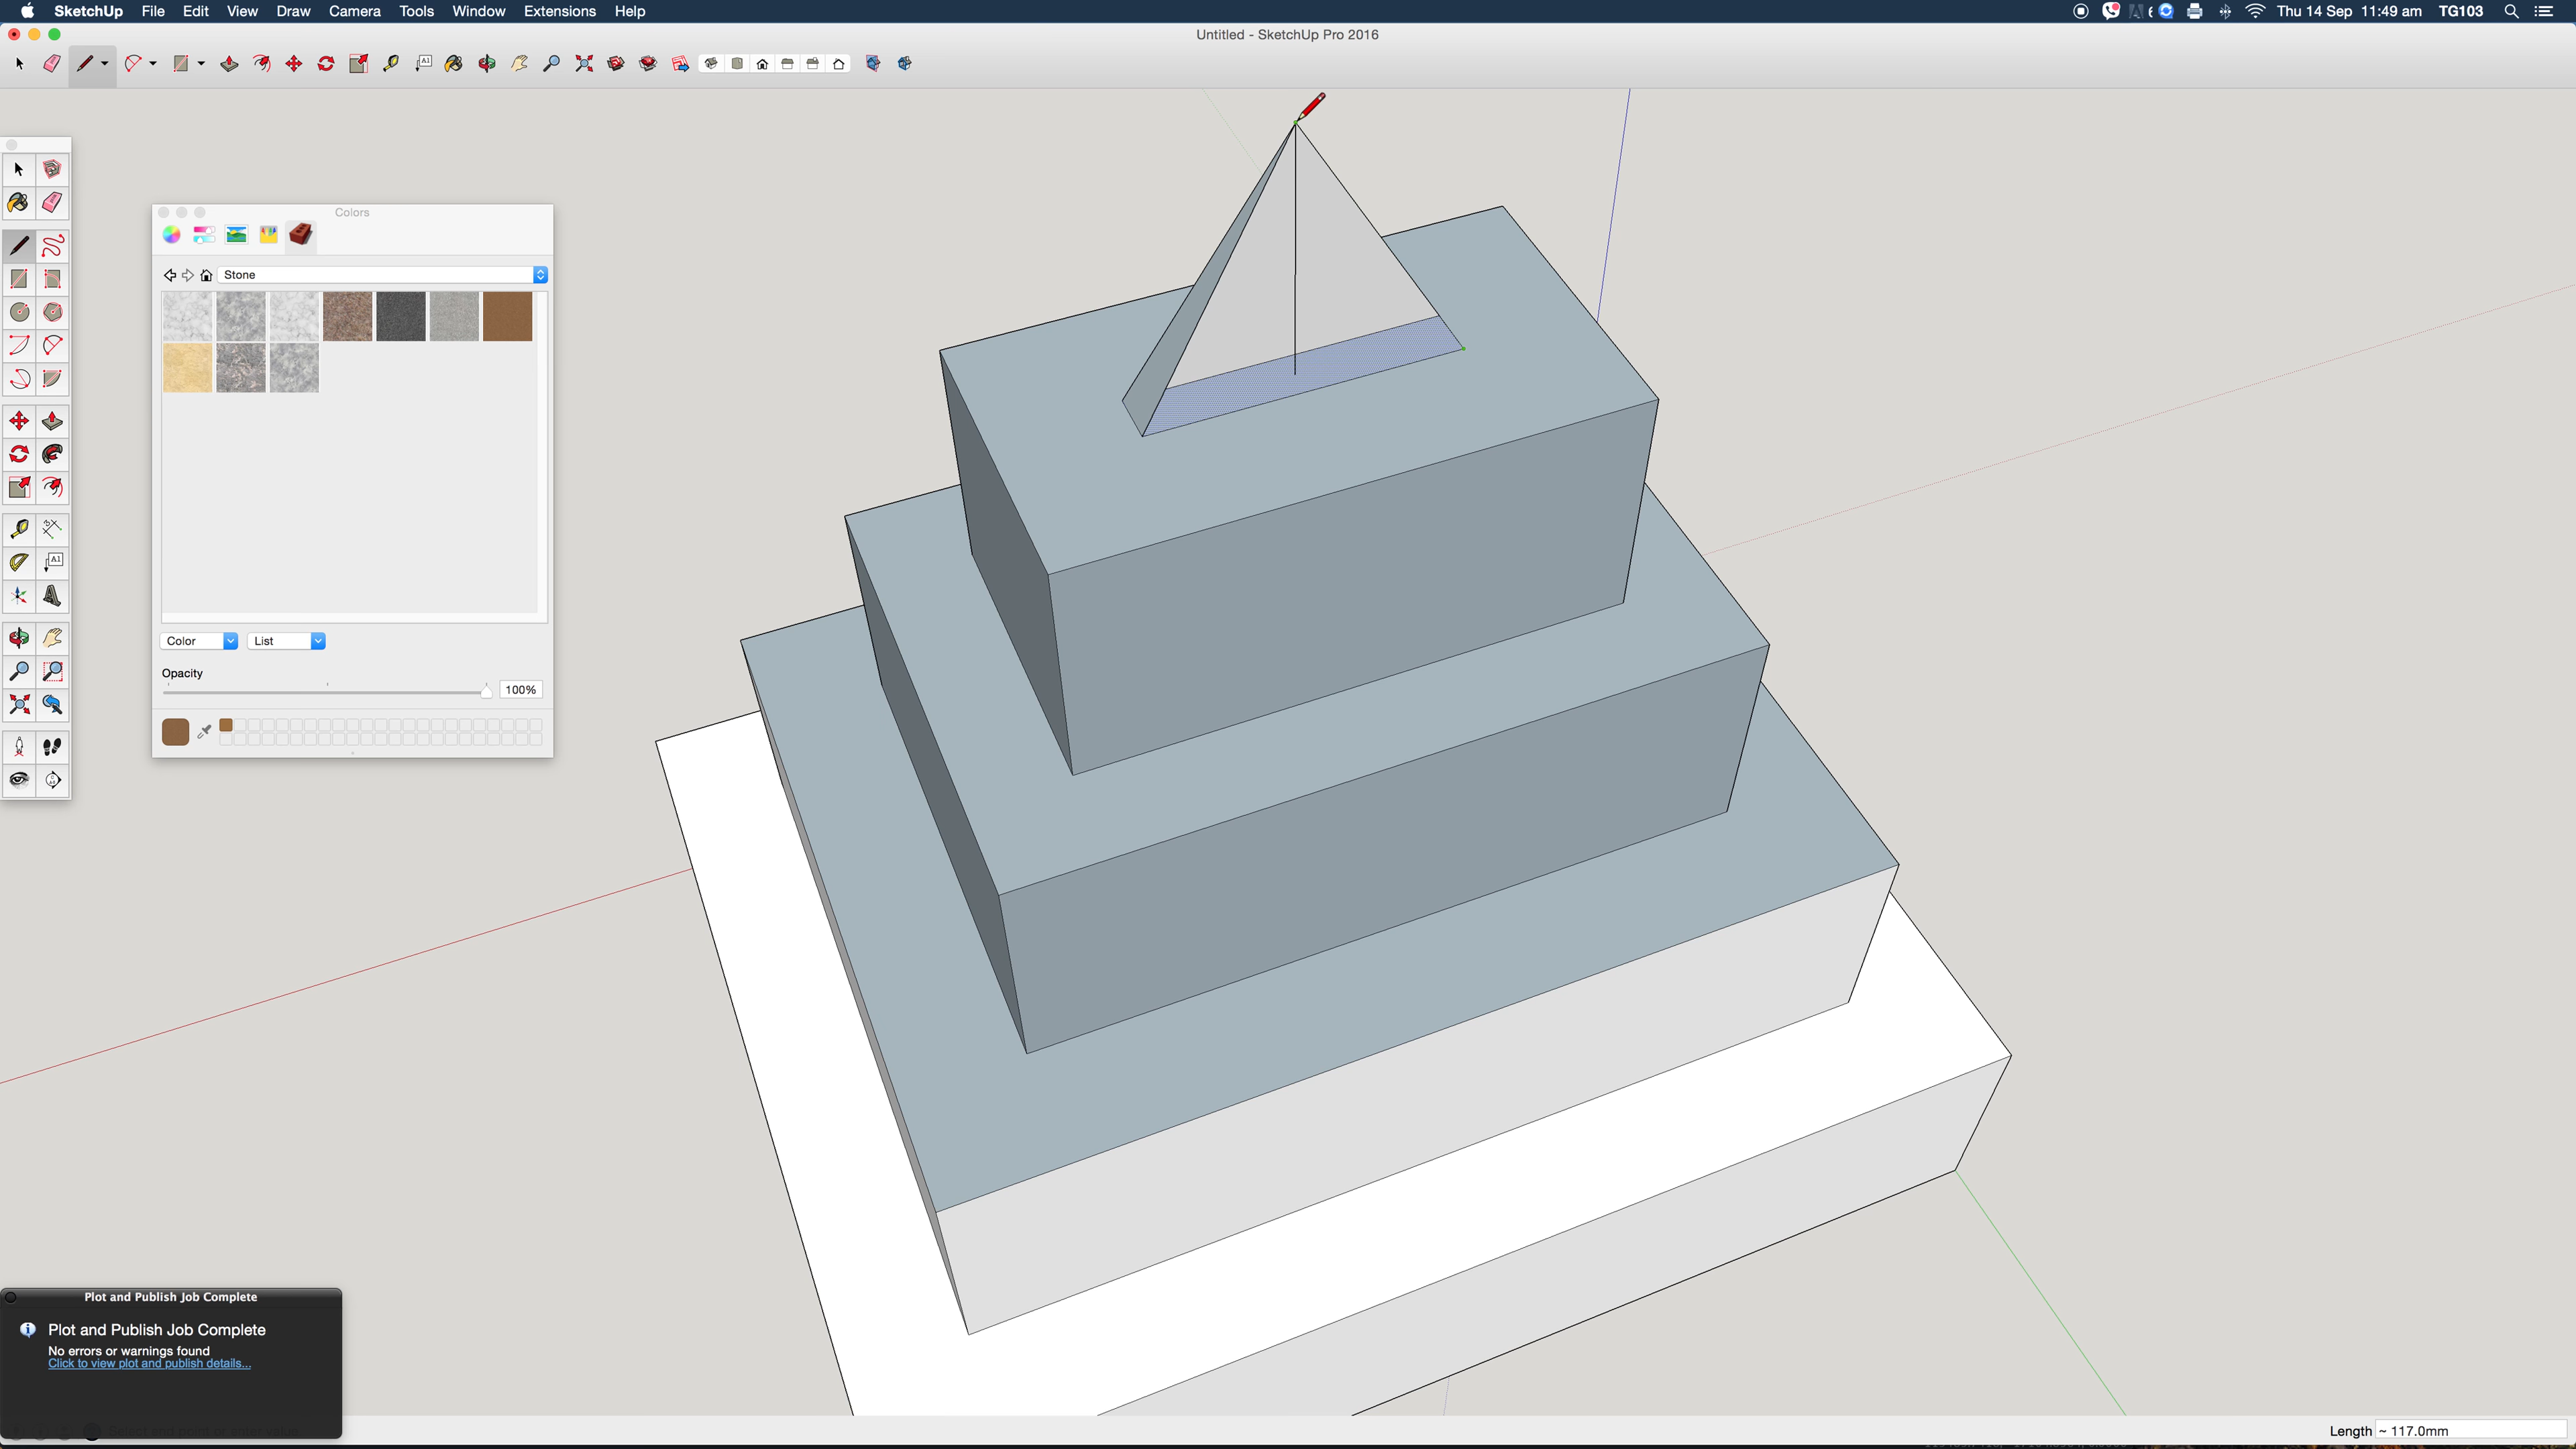 SketchUp File Edit View Draw Camera Tools Window Extensions Help Thu 14 Sep 11:49 am TG103
Untitled - SketchUp Pro 2016
A1
Colors
Stone
A1
Color List
Opacity
100%
Plot and Publish Job Complete
Plot and Publish Job Complete
No errors or warnings found
Click to view plot and publish details...
Length ~ 117.0mm